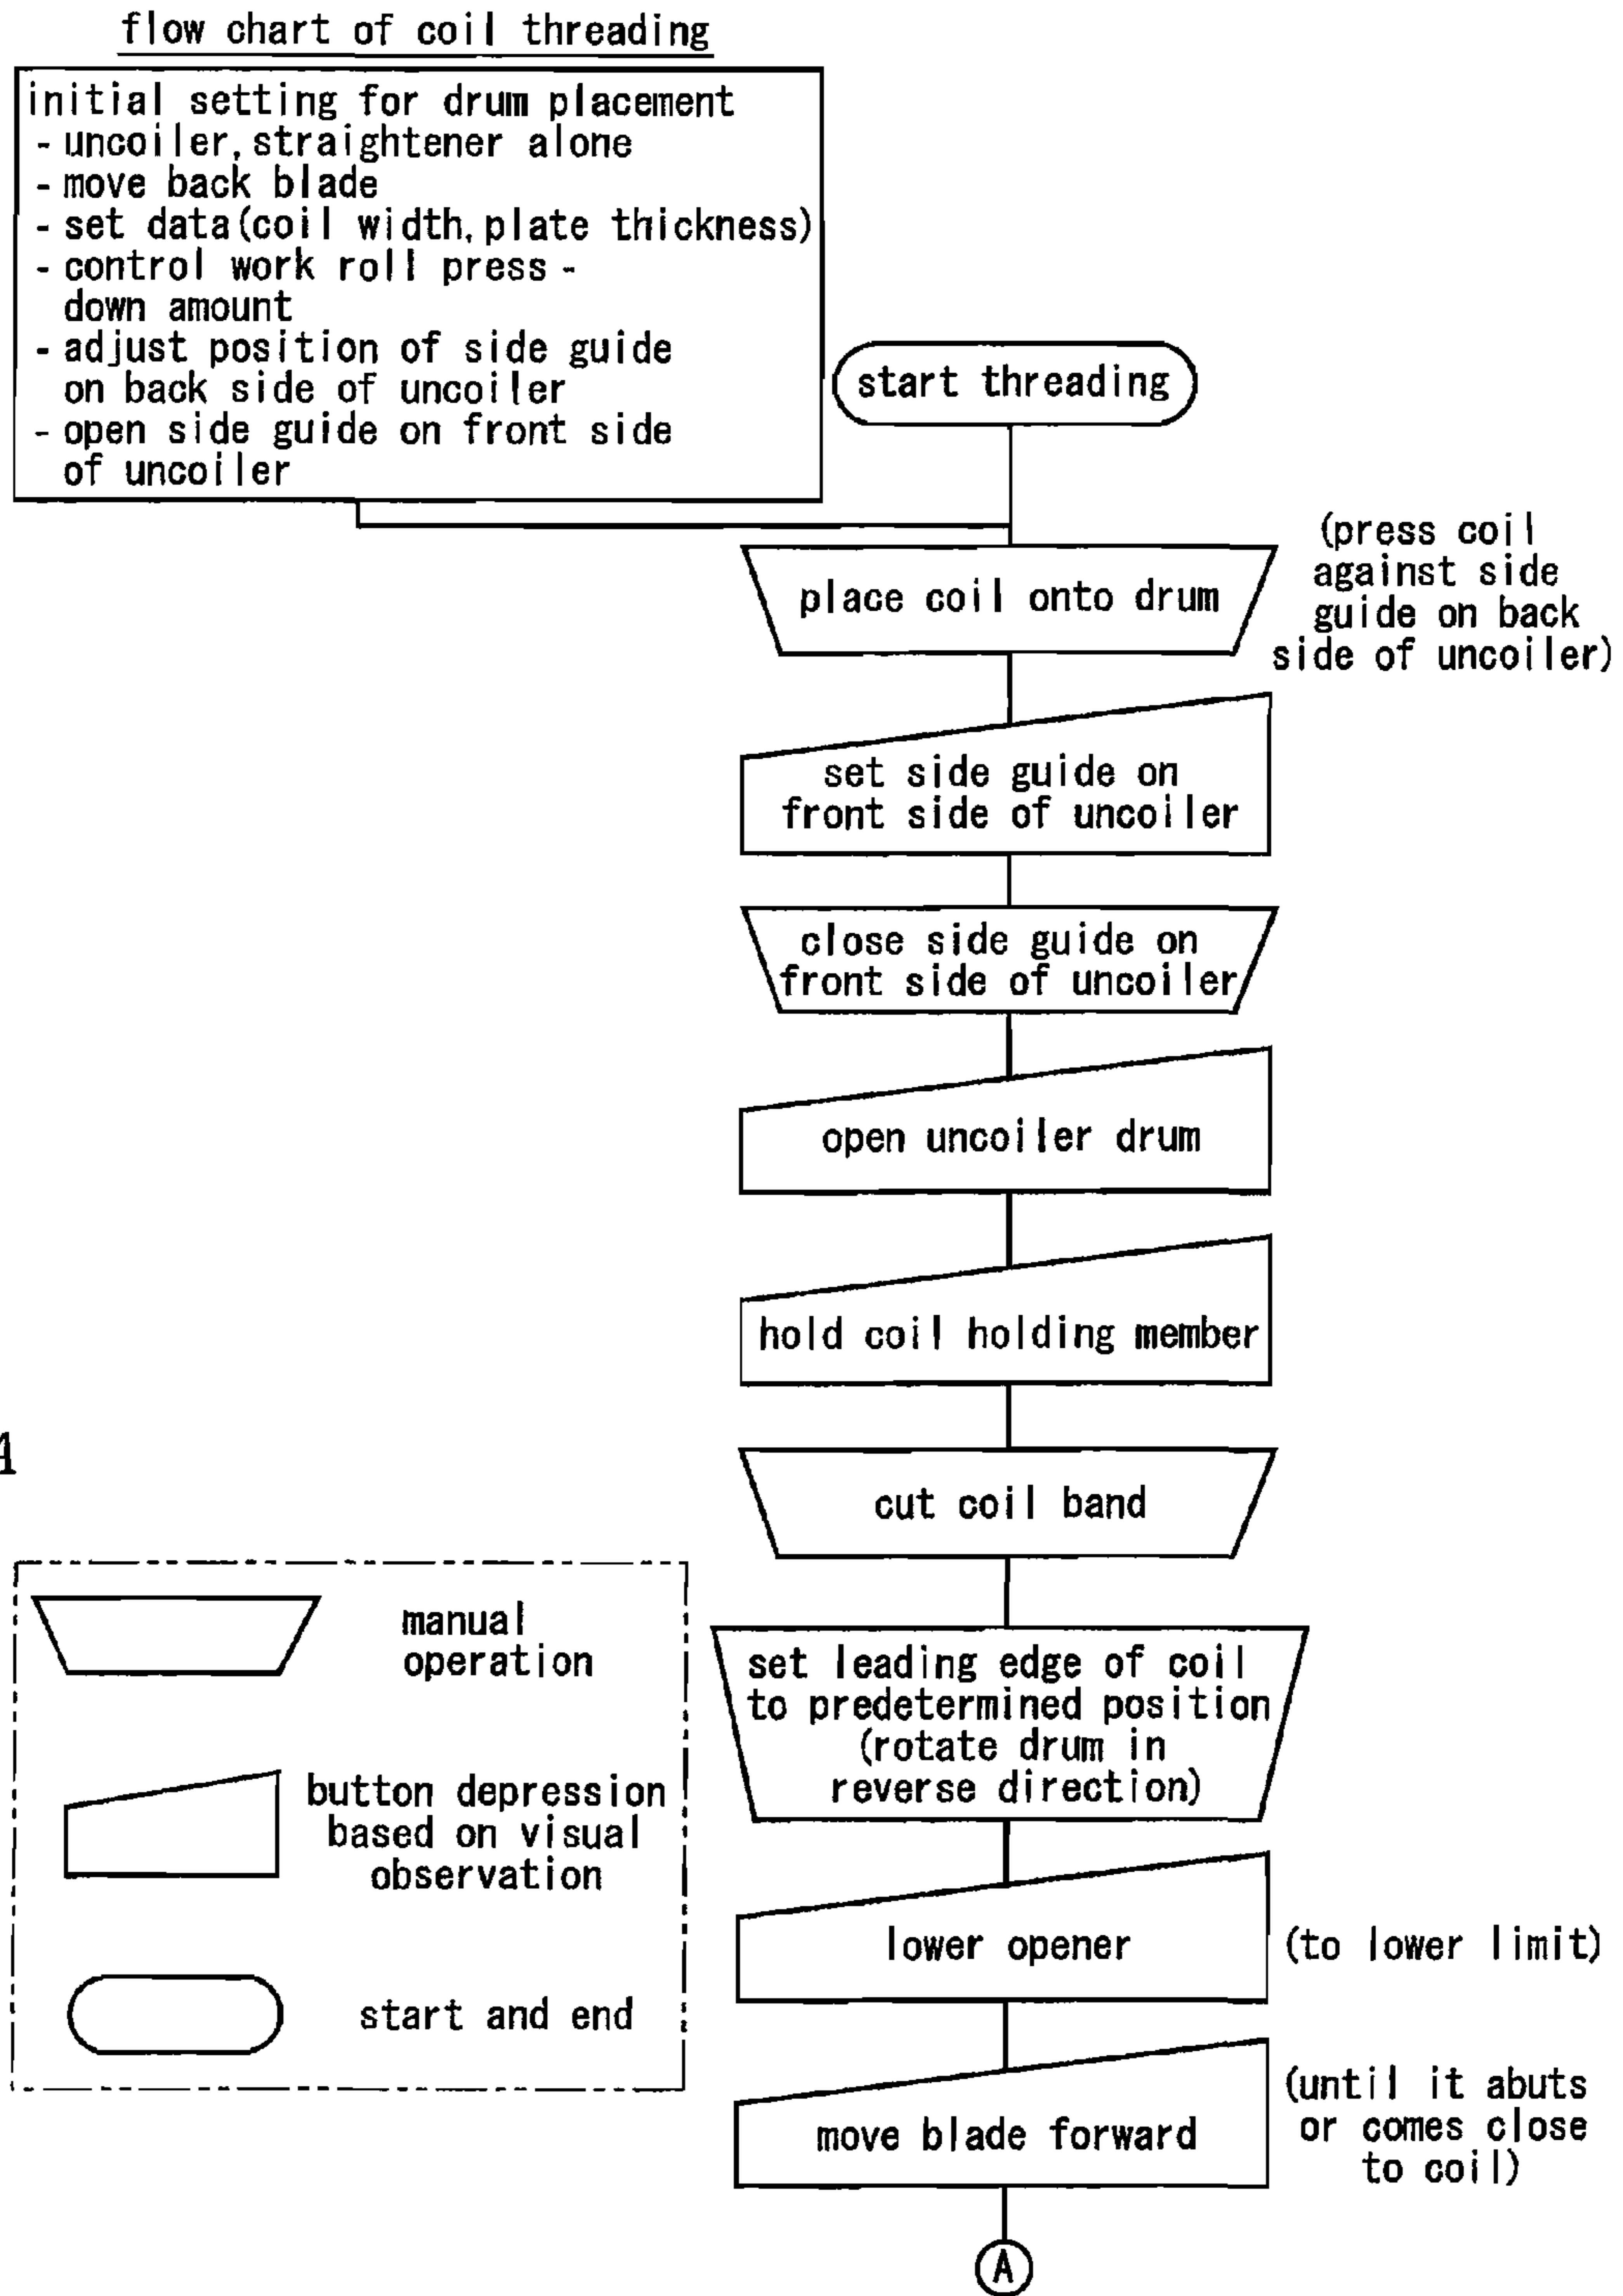 flow chart of coil threading
initial setting for drum placement
- uncoiler, straightener alone
- move back blade
- set data(coil width, plate thickness)
- control work roll press -
down amount
- adjust position of side guide
on back side of uncoiler
- open side guide on front side
of uncoiler
start threading
place coil onto drum
(press coil
against side
guide on back
side of uncoiler)
set side guide on
front side of uncoiler
close side guide on
front side of uncoiler
open uncoiler drum
hold coil holding member
A
cut coil band
set leading edge of coil
to predetermined position
(rotate drum in
reverse direction)
lower opener
(to lower limit)
move blade forward
(until it abuts
or comes close
to coil)
A
manual
operation
button depression
based on visual
observation
start and end